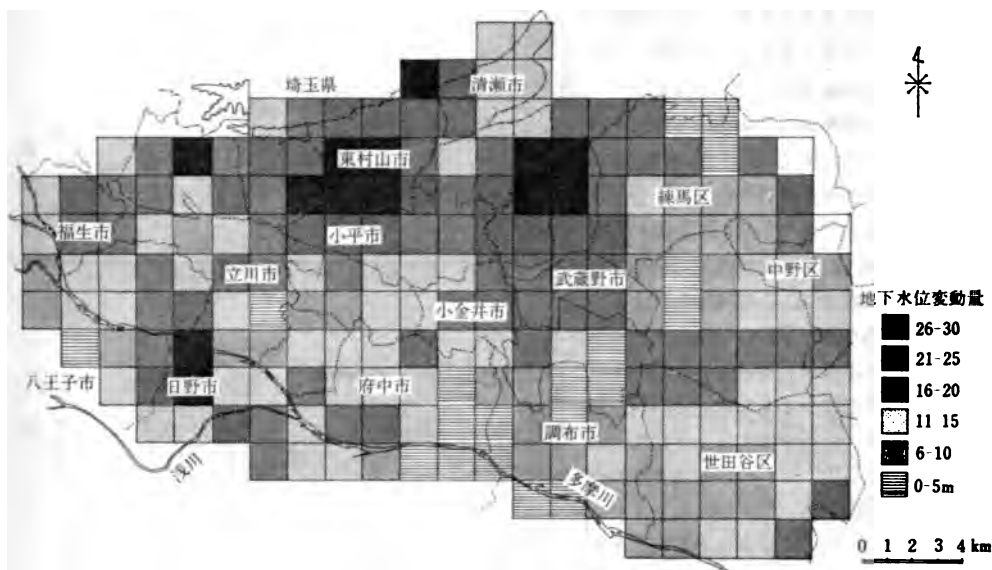 埼玉県
清瀬市
東村山市
練馬区
福生市
小平市
立川市
武蔵野市
中野区
地下水位変動量
小金井市
26-30
21-25
八王子市
日野市
府中市
16-20
11 15
調布市
6-10
世田谷区
浅川
多摩川
0-5m
0 1 2 3 4 km